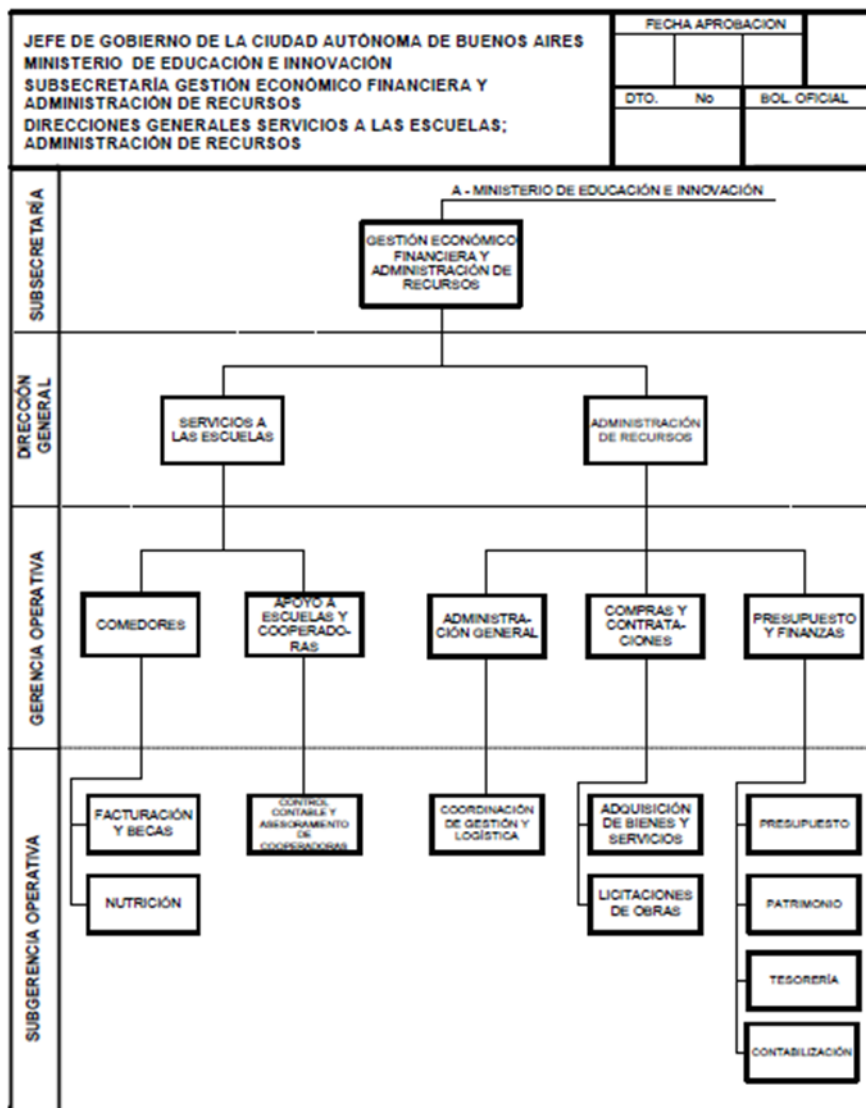 JEFE DE GOBIERNO DE LA CIUDAD AUTÓNOMA DE BUENOS AIRES
MINISTERIO DE EDUCACIÓN E INNOVACIÓN
SUBSECRETARÍA GESTIÓN ECONÓMICO FINANCIERA Y
ADMINISTRACIÓN DE RECURSOS
DIRECCIONES GENERALES SERVICIOS A LAS ESCUELAS;
ADMINISTRACIÓN DE RECURSOS
FECHA APROBACION
DTO. No
BOL. OFICIAL
SUBSECRETARÍA
A - MINISTERIO DE EDUCACIÓN E INNOVACIÓN
GESTIÓN ECONÓMICO
FINANCIERA Y
ADMINISTRACIÓN DE
RECURSOS
DIRECCIÓN
GENERAL
SERVICIOS A
LAS ESCUELAS
ADMINISTRACIÓN
DE RECURSOS
GERENCIA OPERATIVA
COMEDORES
APOYO A
ESCUELAS Y
COOPERADO-
RAS
ADMINISTRA-
CIÓN GENERAL
COMPRAS Y
CONTRATA-
CIONES
PRESUPUESTO
Y FINANZAS
SUBGERENCIA OPERATIVA
FACTURACIÓN
Y BECAS
CONTROL
CONTABLE Y
ASESORAMIENTO
DE
COOPERADORAS
COORDINACIÓN
DE GESTIÓN Y
LOGÍSTICA
ADQUISICIÓN
DE BIENES Y
SERVICIOS
PRESUPUESTO
NUTRICIÓN
LICITACIONES
DE OBRAS
PATRIMONIO
TESORERÍA
CONTABILIZACIÓN